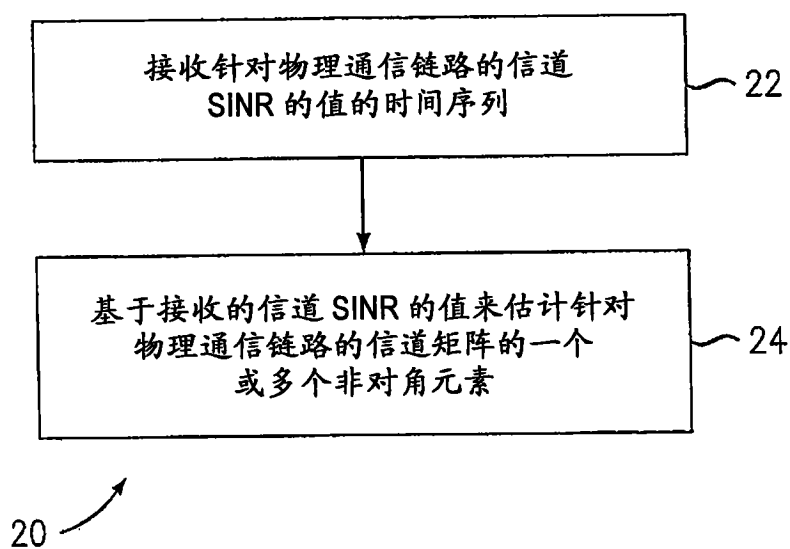 接收针对物理通信链路的信道
SINR 的值的时间序列
22
基于接收的信道 SINR 的值来估计针对
物理通信链路的信道矩阵的一个
或多个非对角元素
24
20